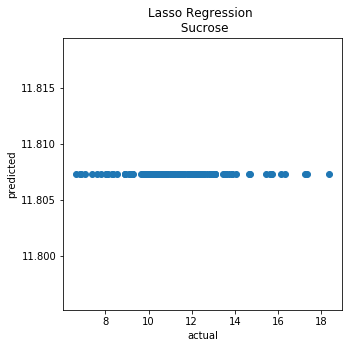 Lasso Regression
Sucrose
11.815
11.810
11.805
11.800
predicted
8 10 12 14 16 18
actual